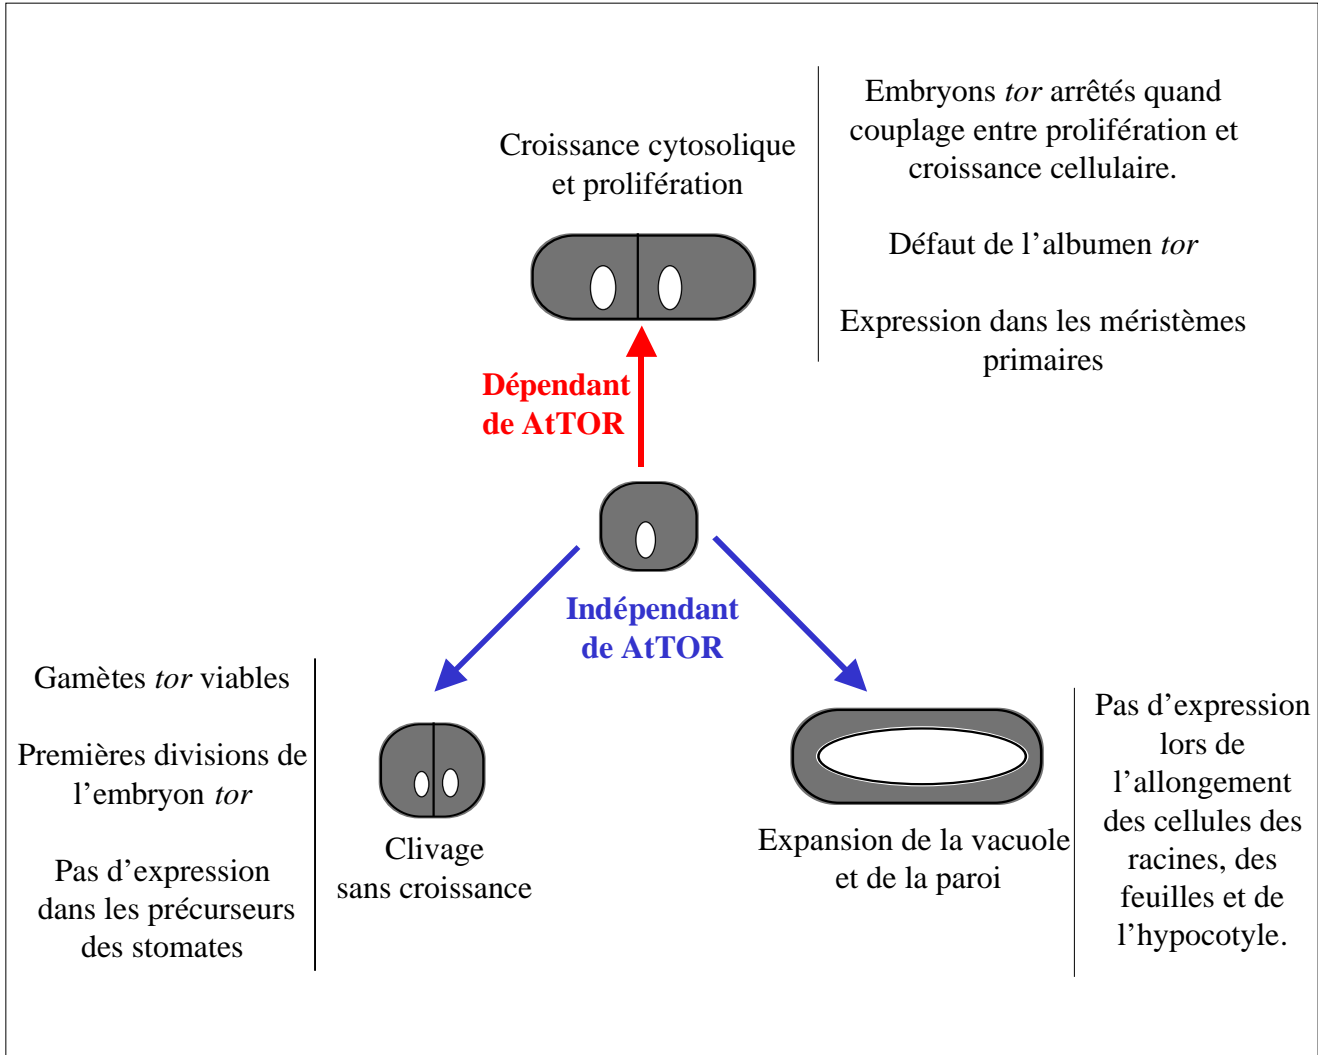 Croissance cytosolique
et prolifération
Embryons tor arrêtés quand
couplage entre prolifération et
croissance cellulaire.
Défaut de l’albumen tor
Expression dans les méristèmes
primaires
Dépendant
de AtTOR
Indépendant
de AtTOR
Gamètes tor viables
Premières divisions de
l’embryon tor
Pas d’expression
dans les précurseurs
des stomates
Clivage
sans croissance
Expansion de la vacuole
et de la paroi
Pas d’expression
lors de
l’allongement
des cellules des
racines, des
feuilles et de
l’hypocotyle.